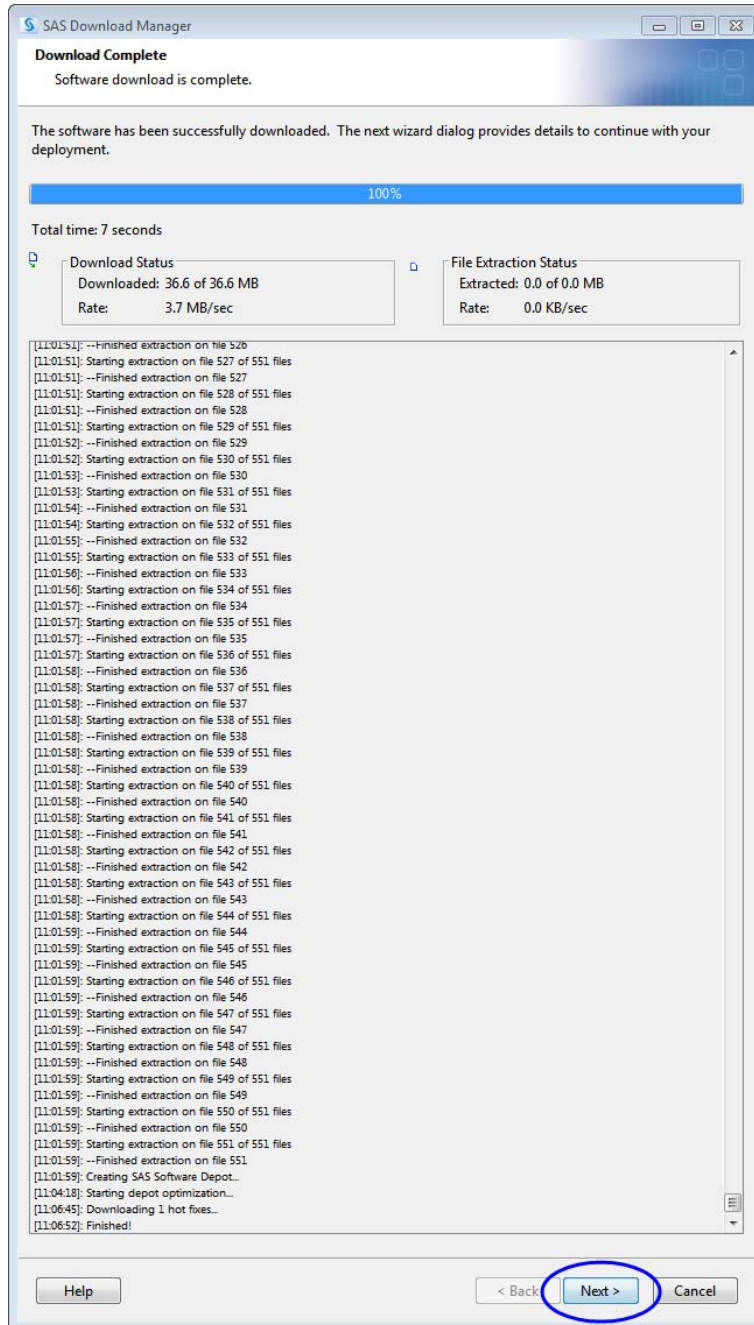 SAS Download Manager
Download Complete
Software download is complete.
The software has been successfully downloaded. The next wizard dialog provides details to continue with your
deployment.
100%
Total time: 7 seconds
Download Status
Downloaded: 36.6 of 36.6 MB
Rate: 3.7 MB/sec
File Extraction Status
Extracted: 0.0 of 0.0 MB
Rate: 0.0 KB/sec
[11:01:51]: --Finished extraction on file 526
[11:01:51]: Starting extraction on file 527 of 551 files
[11:01:51]: --Finished extraction on file 527
[11:01:51]: Starting extraction on file 528 of 551 files
[11:01:51]: --Finished extraction on file 528
[11:01:51]: Starting extraction on file 529 of 551 files
[11:01:52]: --Finished extraction on file 529
[11:01:52]: Starting extraction on file 530 of 551 files
[11:01:53]: --Finished extraction on file 530
[11:01:53]: Starting extraction on file 531 of 551 files
[11:01:54]: --Finished extraction on file 531
[11:01:54]: Starting extraction on file 532 of 551 files
[11:01:55]: --Finished extraction on file 532
[11:01:55]: Starting extraction on file 533 of 551 files
[11:01:56]: --Finished extraction on file 533
[11:01:56]: Starting extraction on file 534 of 551 files
[11:01:57]: --Finished extraction on file 534
[11:01:57]: Starting extraction on file 535 of 551 files
[11:01:57]: --Finished extraction on file 535
[11:01:57]: Starting extraction on file 536 of 551 files
[11:01:58]: --Finished extraction on file 536
[11:01:58]: Starting extraction on file 537 of 551 files
[11:01:58]: --Finished extraction on file 537
[11:01:58]: Starting extraction on file 538 of 551 files
[11:01:58]: --Finished extraction on file 538
[11:01:58]: Starting extraction on file 539 of 551 files
[11:01:58]: --Finished extraction on file 539
[11:01:58]: Starting extraction on file 540 of 551 files
[11:01:58]: --Finished extraction on file 540
[11:01:58]: Starting extraction on file 541 of 551 files
[11:01:58]: --Finished extraction on file 541
[11:01:58]: Starting extraction on file 542 of 551 files
[11:01:58]: --Finished extraction on file 542
[11:01:58]: Starting extraction on file 543 of 551 files
[11:01:58]: --Finished extraction on file 543
[11:01:58]: Starting extraction on file 544 of 551 files
[11:01:59]: --Finished extraction on file 544
[11:01:59]: Starting extraction on file 545 of 551 files
[11:01:59]: --Finished extraction on file 545
[11:01:59]: Starting extraction on file 546 of 551 files
[11:01:59]: --Finished extraction on file 546
[11:01:59]: Starting extraction on file 547 of 551 files
[11:01:59]: --Finished extraction on file 547
[11:01:59]: Starting extraction on file 548 of 551 files
[11:01:59]: --Finished extraction on file 548
[11:01:59]: Starting extraction on file 549 of 551 files
[11:01:59]: --Finished extraction on file 549
[11:01:59]: Starting extraction on file 550 of 551 files
[11:01:59]: --Finished extraction on file 550
[11:01:59]: Starting extraction on file 551 of 551 files
[11:01:59]: --Finished extraction on file 551
[11:01:59]: Creating SAS Software Depot...
[11:04:18]: Starting depot optimization...
[11:06:45]: Downloading 1 hot fixes...
[11:06:52]: Finished!
Help
< Back
Next >
Cancel